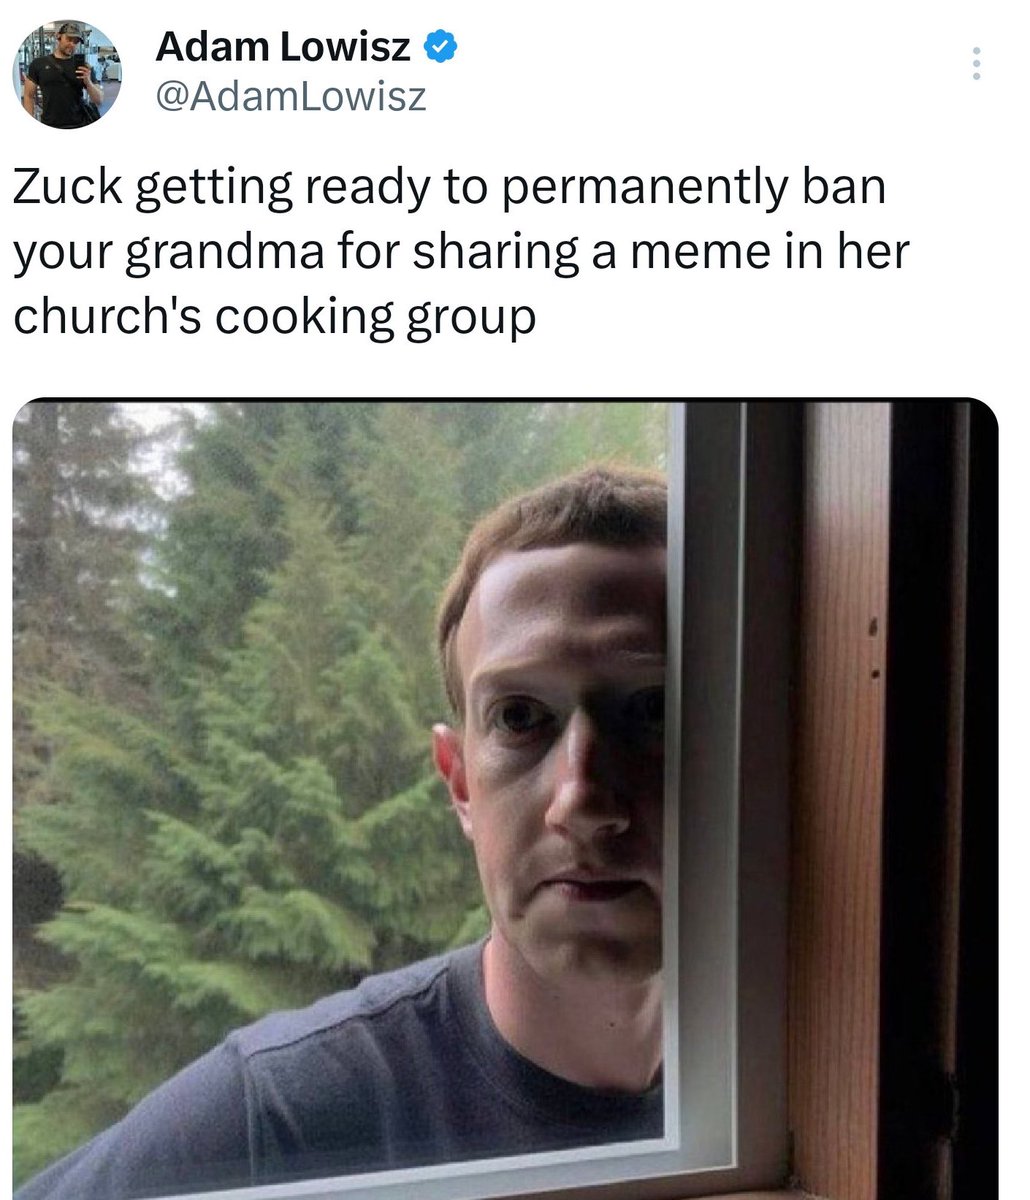 Adam Lowisz
@AdamLowisz
Zuck getting ready to permanently ban
your grandma for sharing a meme in her
church's cooking group